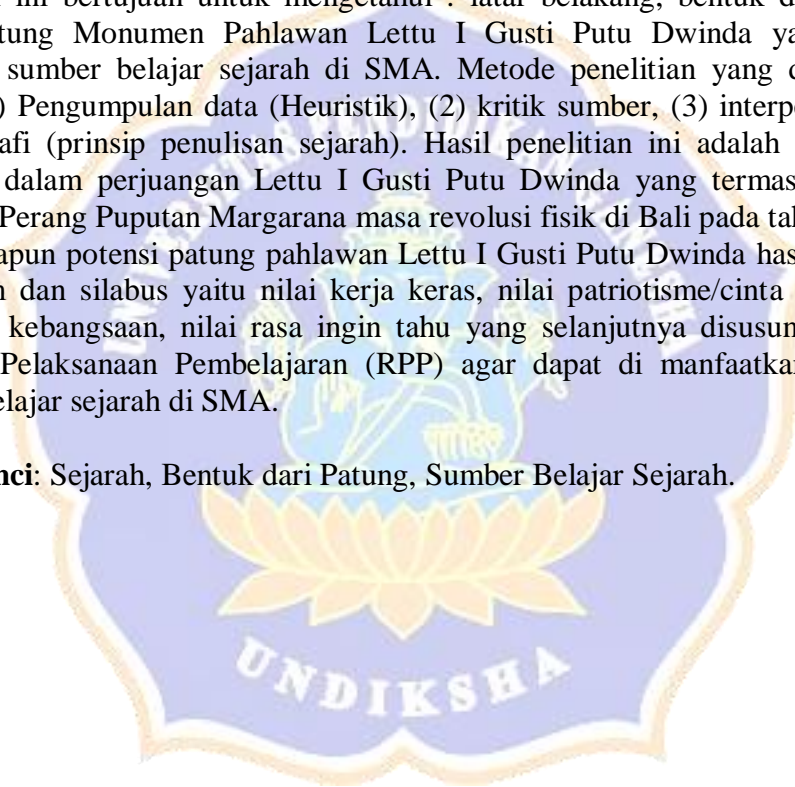 ini bertujuan untuk mengetahui : latar belakang, bentuk d
tung Monumen Pahlawan Lettu I Gusti Putu Dwinda ya
sumber belajar sejarah di SMA. Metode penelitian yang d
) Pengumpulan data (Heuristik), (2) kritik sumber, (3) interp
afi (prinsip penulisan sejarah). Hasil penelitian ini adalah
dalam perjuangan Lettu I Gusti Putu Dwinda yang termas
Perang Puputan Margarana masa revolusi fisik di Bali pada tah
apun potensi patung pahlawan Lettu I Gusti Putu Dwinda has
n dan silabus yaitu nilai kerja keras, nilai patriotisme/cinta
kebangsaan, nilai rasa ingin tahu yang selanjutnya disusun
Pelaksanaan Pembelajaran (RPP) agar dapat di manfaatkan
elajar sejarah di SMA.
nci: Sejarah, Bentuk dari Patung, Sumber Belajar Sejarah.
UNIVERSITAS PENDIDIKAN GANESHA
UNDIKSHA